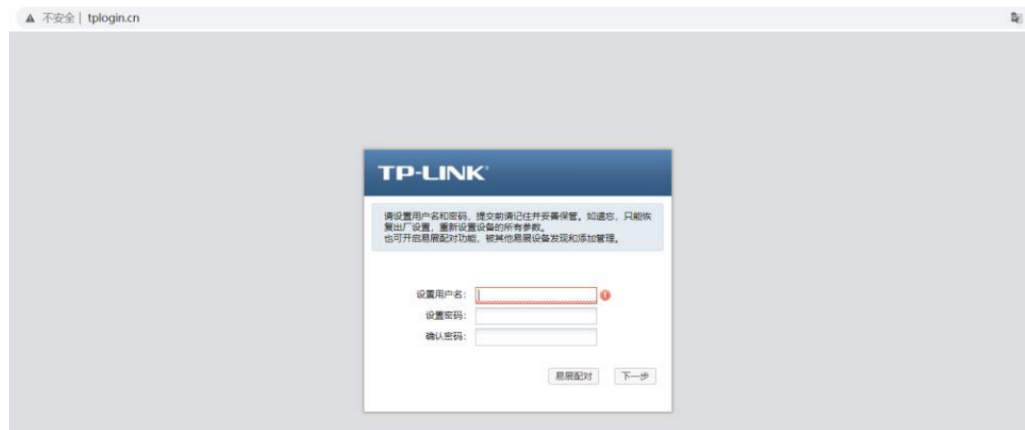 不安全 | tplogin.cn
TP-LINK®
请设置用户名和密码，提交前请记住并妥善保管。如遗忘，只能恢
复出厂设置，重新设置设备的所有参数。
也可开启易展配对功能，被其他易展设备发现和添加管理。
设置用户名：
设置密码：
确认密码：
易展配对 下一步